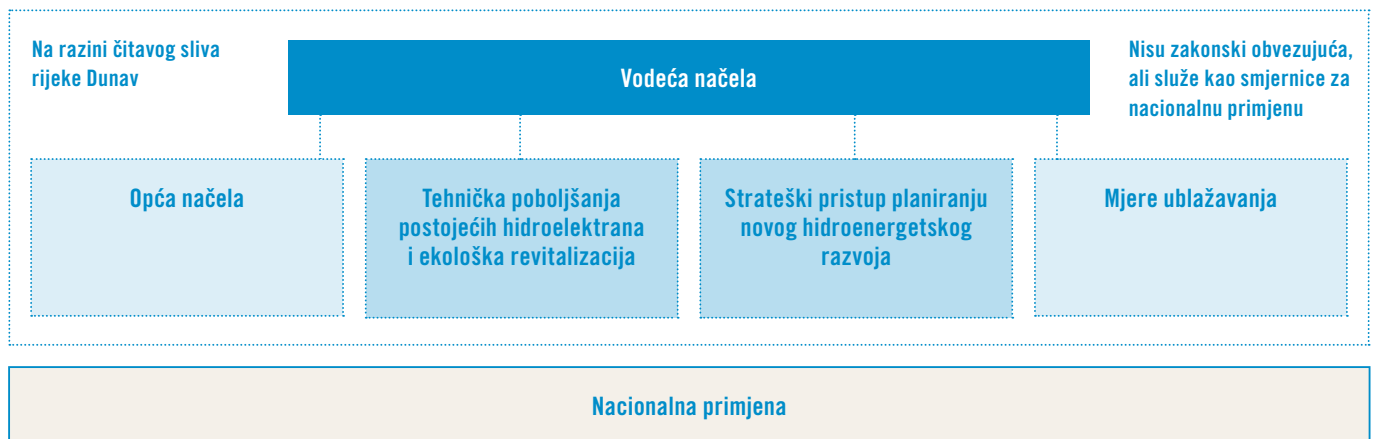 Na razini čitavog sliva
rijeke Dunav
Vodeća načela
Nisu zakonski obvezujuća,
ali služe kao smjernice za
nacionalnu primjenu
Opća načela
Tehnička poboljšanja
postojećih hidroelektrana
i ekološka revitalizacija
Strateški pristup planiranju
novog hidroenergetskog
razvoja
Mjere ublažavanja
Nacionalna primjena